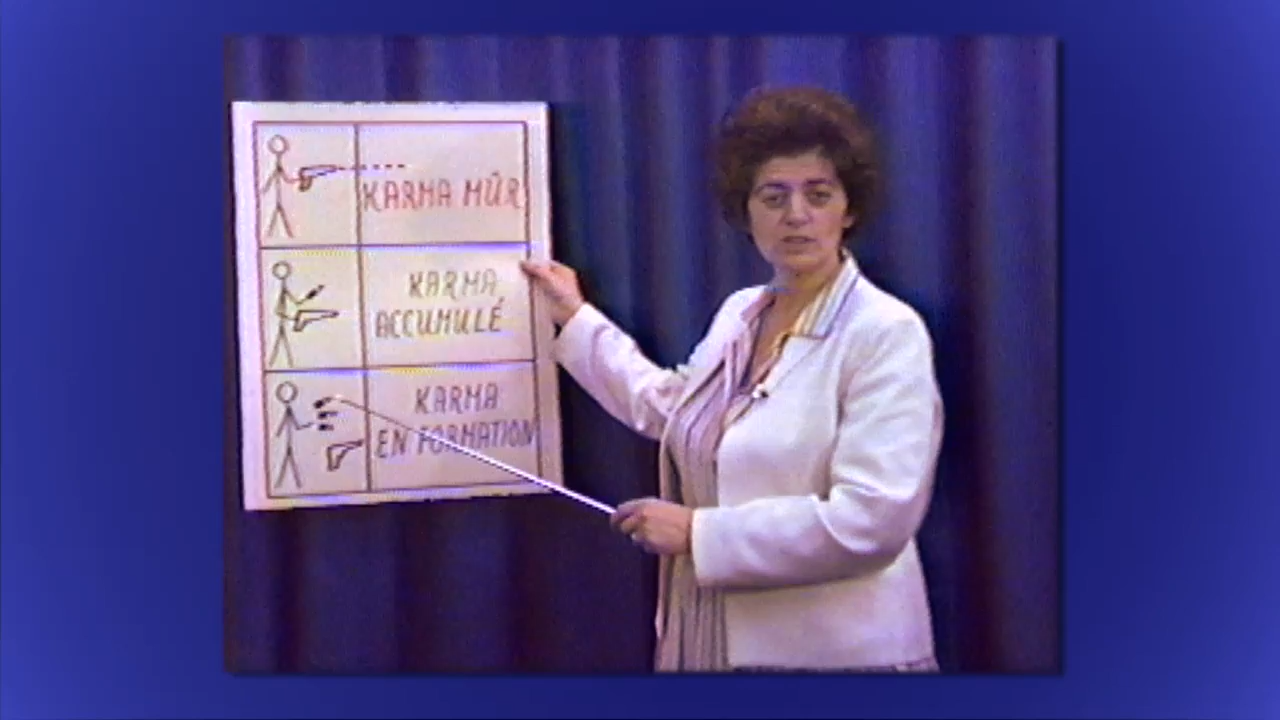 KARMA MÛR
KARMA
ACCUMULÉ
KARMA
EN FORMATION